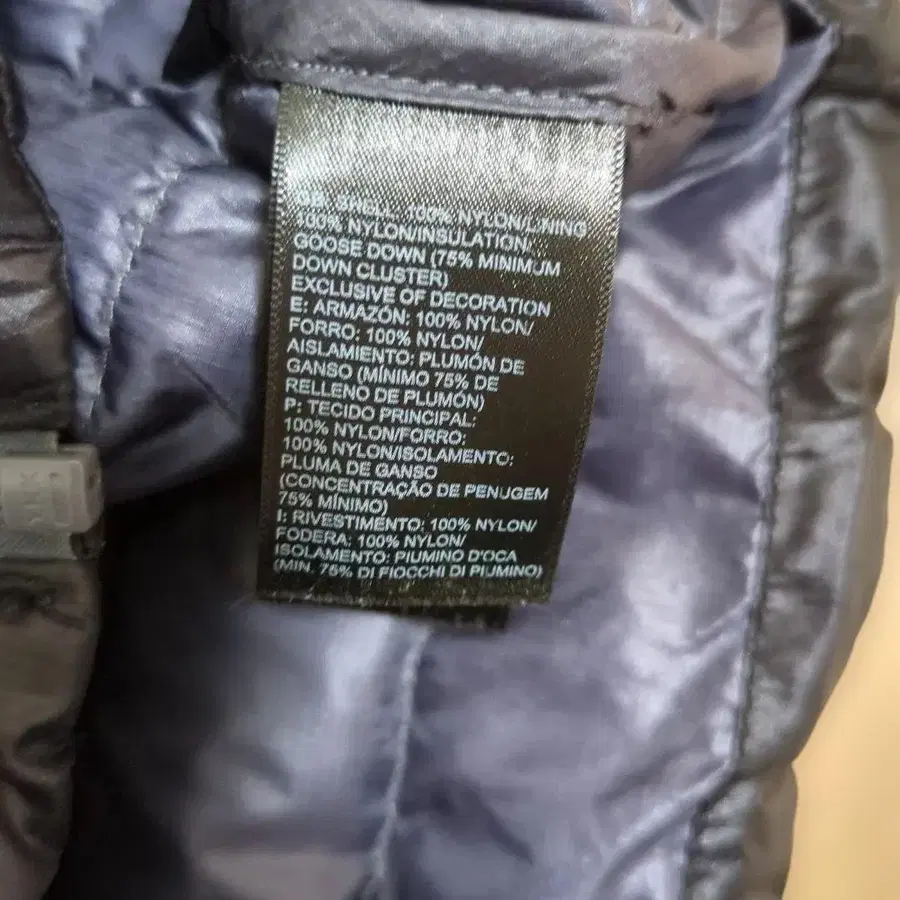 GB: SHELL: 100% NYLON/LINING
100% NYLON/INSULATION:
GOOSE DOWN (75% MINIMUM
DOWN CLUSTER)
EXCLUSIVE OF DECORATION
E: ARMAZÓN: 100% NYLON/
FORRO: 100% NYLON/
AISLAMIENTO: PLUMÓN DE
GANSO (MÍNIMO 75% DE
RELLENO DE PLUMÓN)
P: TECIDO PRINCIPAL:
100% NYLON/FORRO:
100% NYLON/ISOLAMENTO:
PLUMA DE GANSO
(CONCENTRAÇÃO DE PENUGEM
75% MÍNIMO)
I: RIVESTIMENTO: 100% NYLON/
FODERA: 100% NYLON/
ISOLAMENTO: PIUMINO D'OCA
(MIN. 75% DI FIOCCHI DI PIUMINO)